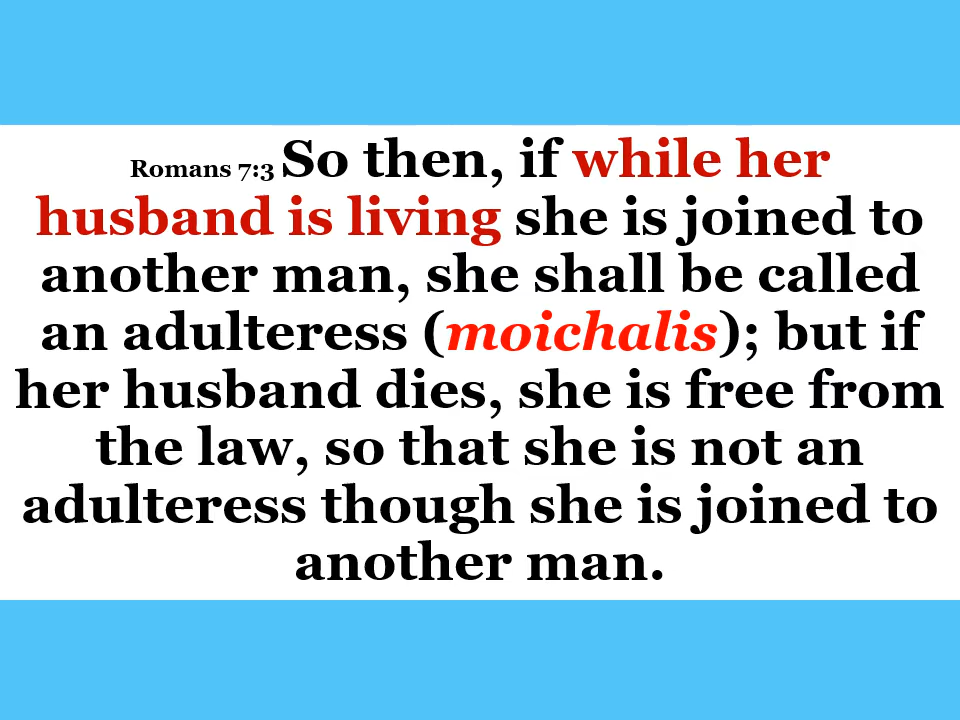 Romans 7:3 So then, if while her
husband is living she is joined to
another man, she shall be called
an adulteress (moichalis); but if
her husband dies, she is free from
the law, so that she is not an
adulteress though she is joined to
another man.